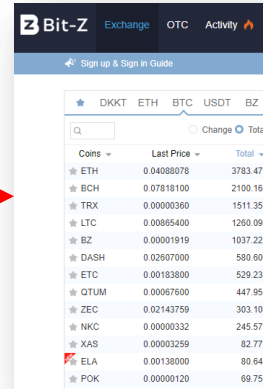 Bit-Z Exchange OTC Activity
Sign up & Sign in Guide
DKKT ETH BTC USDT BZ
Change Total
Coins Last Price Total
ETH 0.04088078 3783.47
BCH 0.07818100 2100.16
TRX 0.00000360 1511.35
LTC 0.00865400 1260.09
BZ 0.00001919 1037.22
DASH 0.02607000 580.60
ETC 0.00183800 529.23
QTUM 0.00067600 447.95
ZEC 0.02143759 303.10
NKC 0.00000332 245.57
XAS 0.00003259 82.77
ELA 0.00138000 80.64
POK 0.00000120 69.75